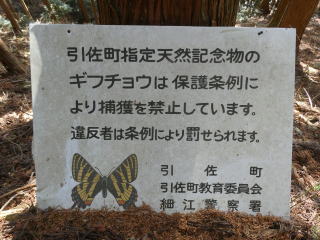 引佐町指定天然記念物の
ギフチョウは保護条例に
より捕獲を禁止しています。
違反者は条例により罰せられます。
引佐町
引佐町教育委員会
細江警察署